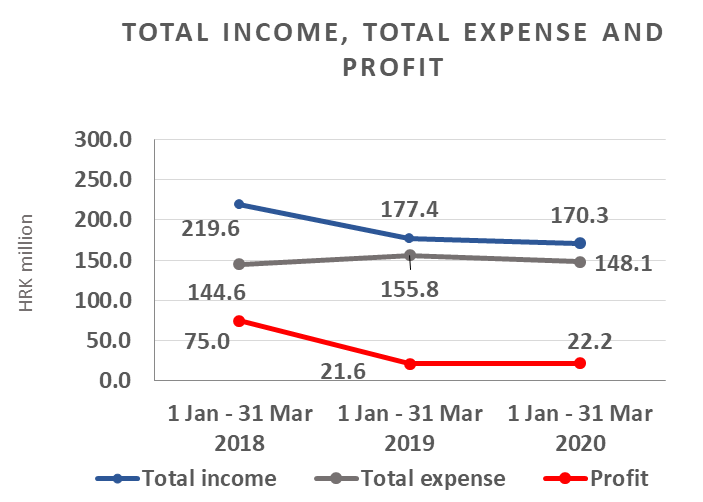 TOTAL INCOME, TOTAL EXPENSE AND
PROFIT
HRK million
300.0
250.0
200.0
150.0
100.0
50.0
0.0
219.6
177.4
170.3
144.6
155.8
148.1
75.0
21.6
22.2
1 Jan - 31 Mar
2018
1 Jan - 31 Mar
2019
1 Jan - 31 Mar
2020
Total income
Total expense
Profit